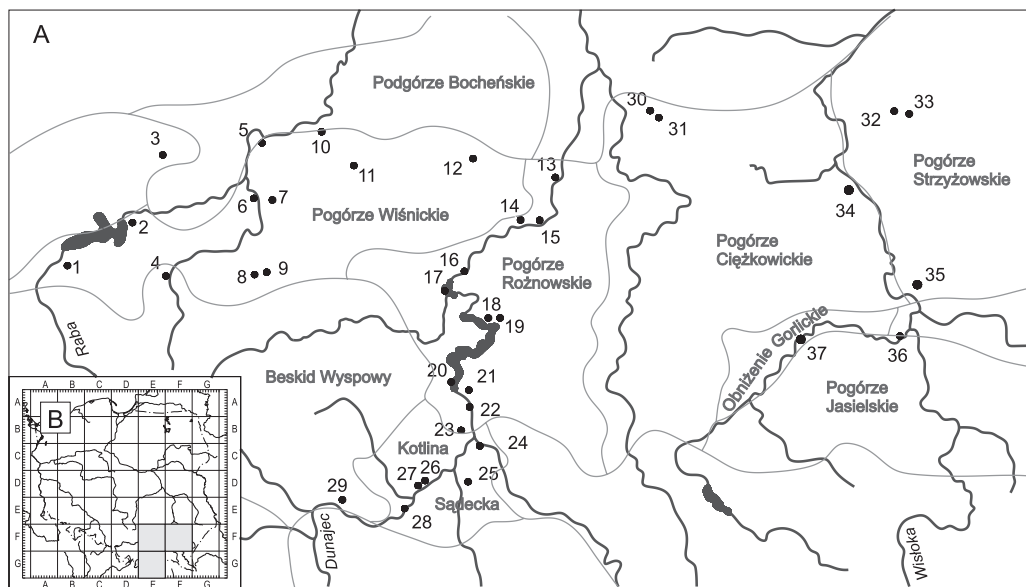 A
Podgórze Bocheńskie
30
31
33
32
3
5
10
11
12
13
Pogórze
Strzyżowskie
6
7
34
Pogórze Wiśnickie
2
14
15
Pogórze
Ciężkowickie
16
Pogórze
Rożnowskie
4
1
8
9
17
35
18
19
Raba
Obniżenie Gorlickie
37
36
Beskid Wyspowy
20
21
Pogórze
Jasielskie
22
23
24
Kotlina
27
26
25
Sądecka
29
28
Dunajec
Wisłoka
B
A B C D E F G
A
B
C
D
E
F
G
A
B
C
D
E
F
G
A B C D E F G